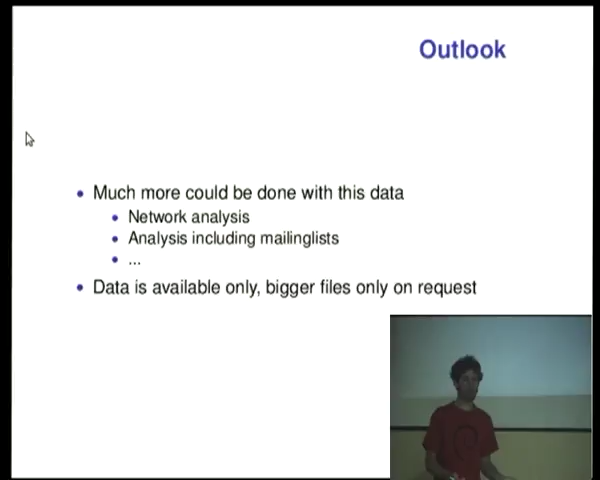 Outlook
Much more could be done with this data
Network analysis
Analysis including mailinglists
...
Data is available only, bigger files only on request